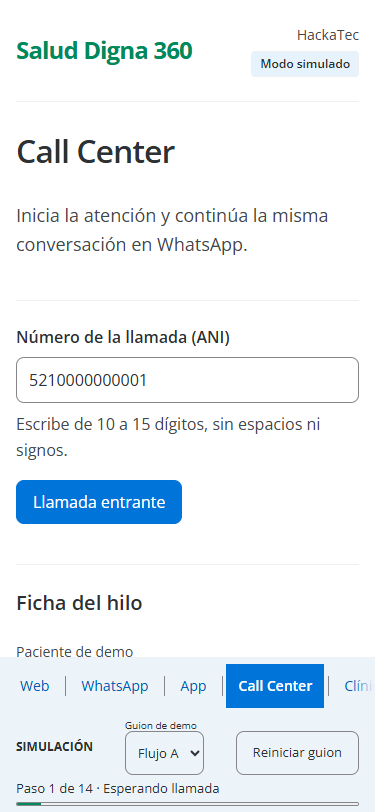 Salud Digna 360
HackaTec
Modo simulado
Call Center
Inicia la atención y continúa la misma
conversación en WhatsApp.
Número de la llamada (ANI)
5210000000001
Escribe de 10 a 15 dígitos, sin espacios ni
signos.
Llamada entrante
Ficha del hilo
Paciente de demo
Web WhatsApp App Call Center Clíni
Guion de demo
SIMULACIÓN Flujo A Reiniciar guion
Paso 1 de 14 · Esperando llamada